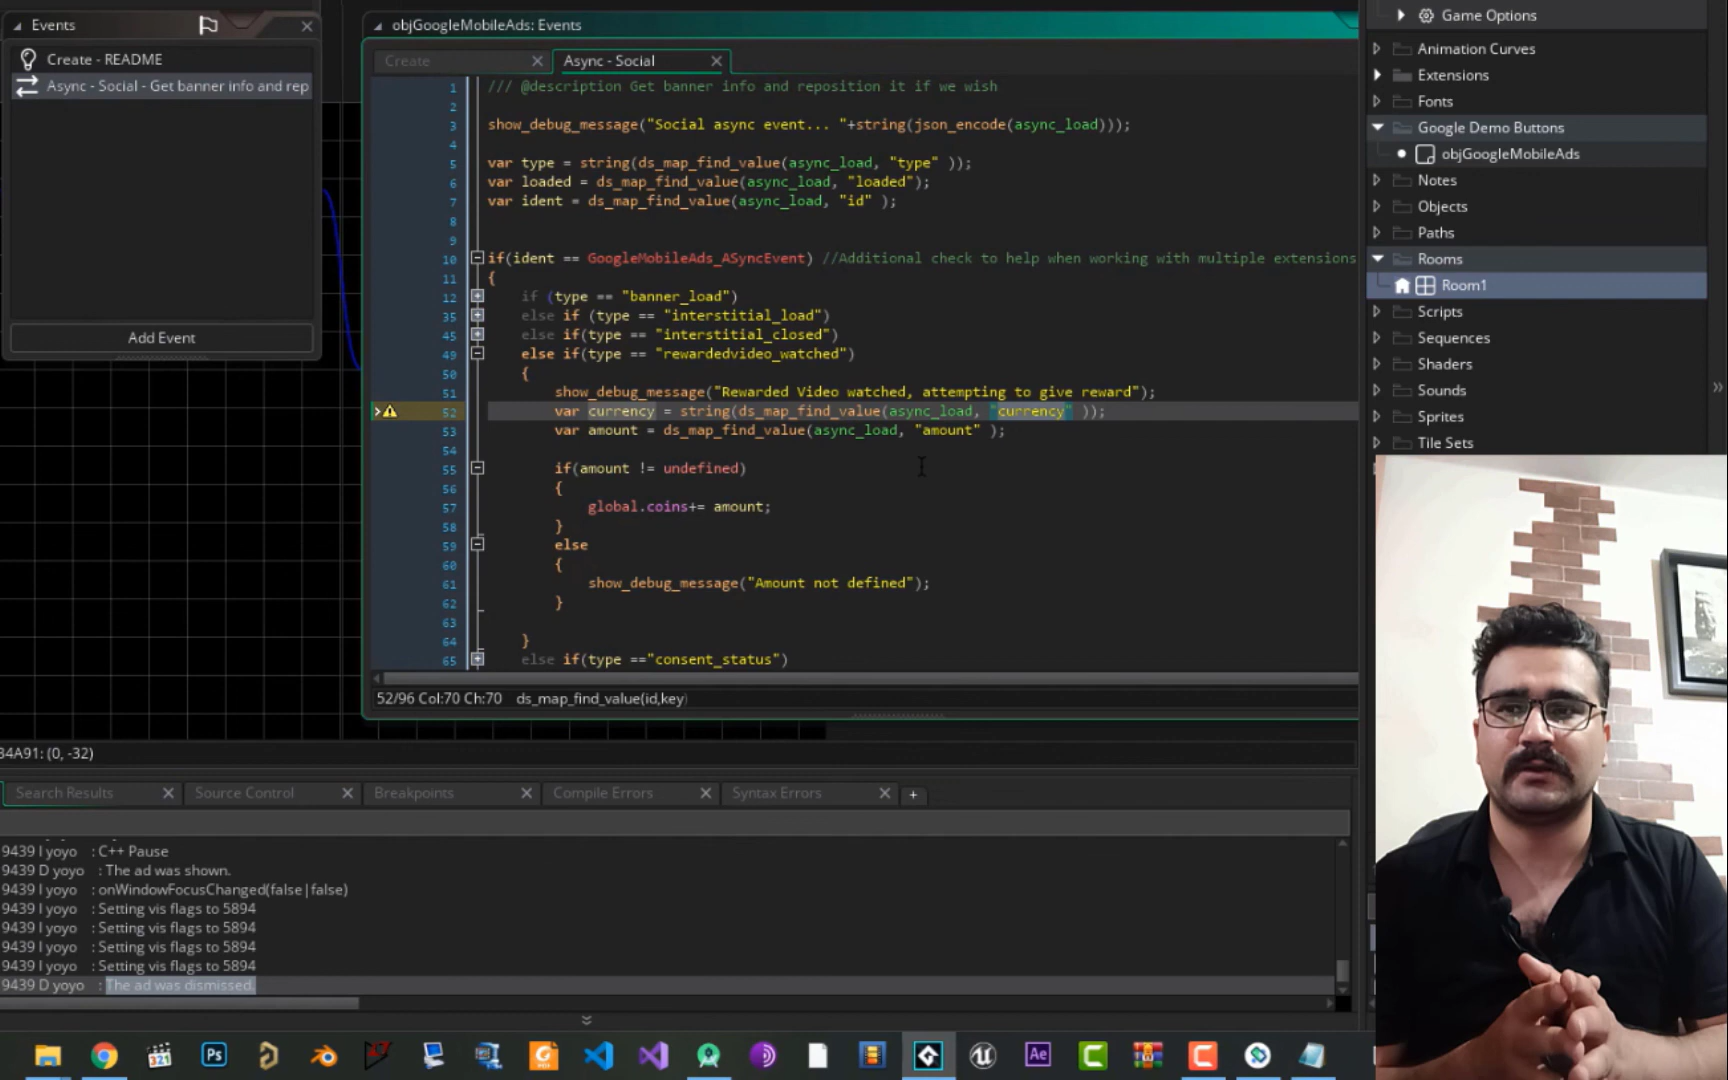 Events
Create - README
Async - Social - Get banner info and rep
Add Event
objGoogleMobileAds: Events
Create
Async - Social
1 /// @description Get banner info and reposition it if we wish
2
3 show_debug_message("Social async event... "+string(json_encode(async_load)));
4
5 var type = string(ds_map_find_value(async_load, "type" ));
6 var loaded = ds_map_find_value(async_load, "loaded");
7 var ident = ds_map_find_value(async_load, "id" );
8
9
10 if(ident == GoogleMobileAds_ASyncEvent) //Additional check to help when working with multiple extensions
11 {
12 if (type == "banner_load")
35 else if (type == "interstitial_load")
45 else if(type == "interstitial_closed")
49 else if(type == "rewardedvideo_watched")
50 {
51 show_debug_message("Rewarded Video watched, attempting to give reward");
52 var currency = string(ds_map_find_value(async_load, "currency" ));
53 var amount = ds_map_find_value(async_load, "amount" );
54
55 if(amount != undefined)
56 {
57 global.coins+= amount;
58 }
59 else
60 {
61 show_debug_message("Amount not defined");
62 }
63
64 }
65 else if(type =="consent_status")
52/96 Col:70 Ch:70 ds_map_find_value(id,key)
Game Options
Animation Curves
Extensions
Fonts
Google Demo Buttons
objGoogleMobileAds
Notes
Objects
Paths
Rooms
Room1
Scripts
Sequences
Shaders
Sounds
Sprites
Tile Sets
34A91: (0, -32)
Search Results
Source Control
Breakpoints
Compile Errors
Syntax Errors
9439 I yoyo : C++ Pause
9439 D yoyo : The ad was shown.
9439 I yoyo : onWindowFocusChanged(false|false)
9439 I yoyo : Setting vis flags to 5894
9439 I yoyo : Setting vis flags to 5894
9439 I yoyo : Setting vis flags to 5894
9439 I yoyo : Setting vis flags to 5894
9439 D yoyo : The ad was dismissed.
321
Ps
Ae